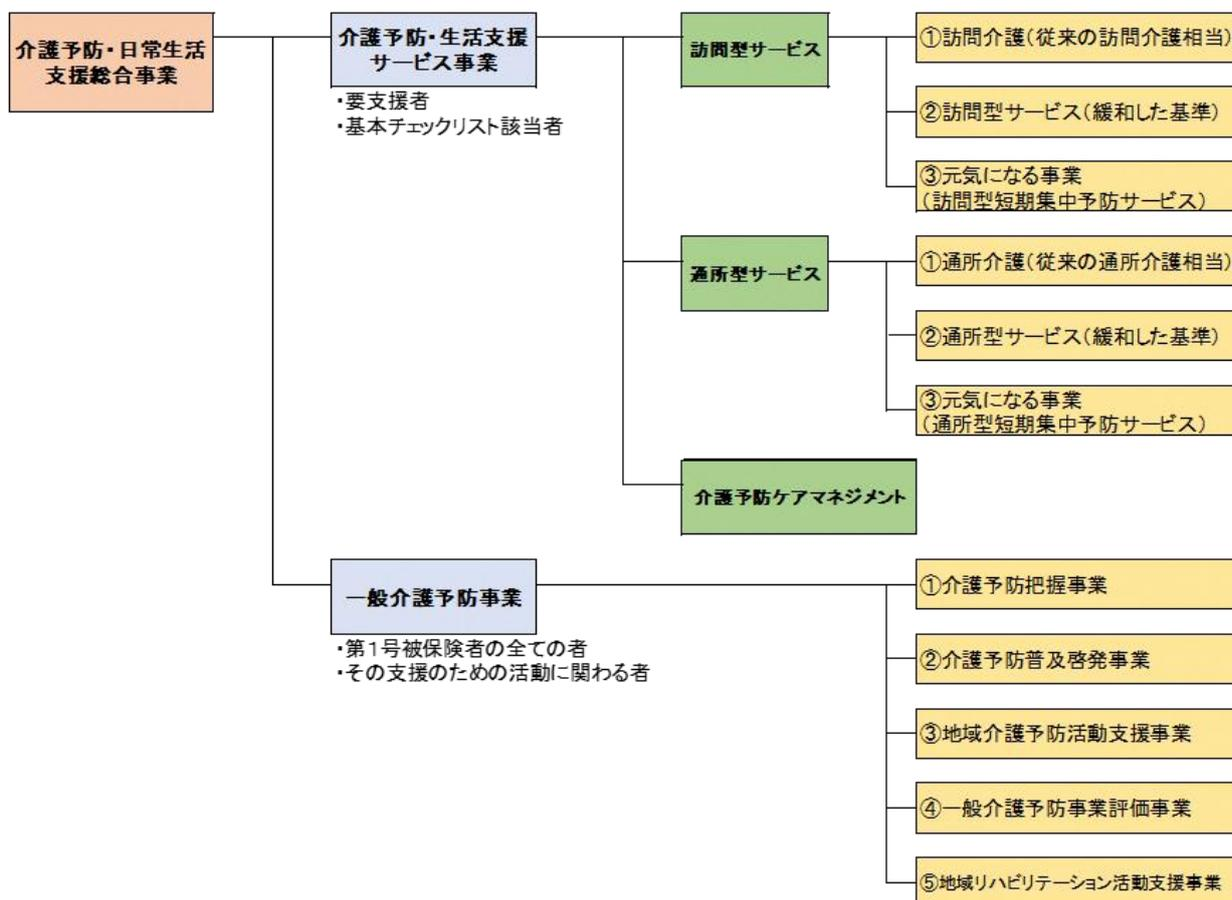 介護予防・日常生活
支援総合事業
介護予防・生活支援
サービス事業
・要支援者
・基本チェックリスト該当者
訪問型サービス
①訪問介護(従来の訪問介護相当)
②訪問型サービス(緩和した基準)
③元気になる事業
(訪問型短期集中予防サービス)
通所型サービス
①通所介護(従来の通所介護相当)
②通所型サービス(緩和した基準)
③元気になる事業
(通所型短期集中予防サービス)
介護予防ケアマネジメント
一般介護予防事業
・第1号被保険者の全ての者
・その支援のための活動に関わる者
①介護予防把握事業
②介護予防普及啓発事業
③地域介護予防活動支援事業
④一般介護予防事業評価事業
⑤地域リハビリテーション活動支援事業